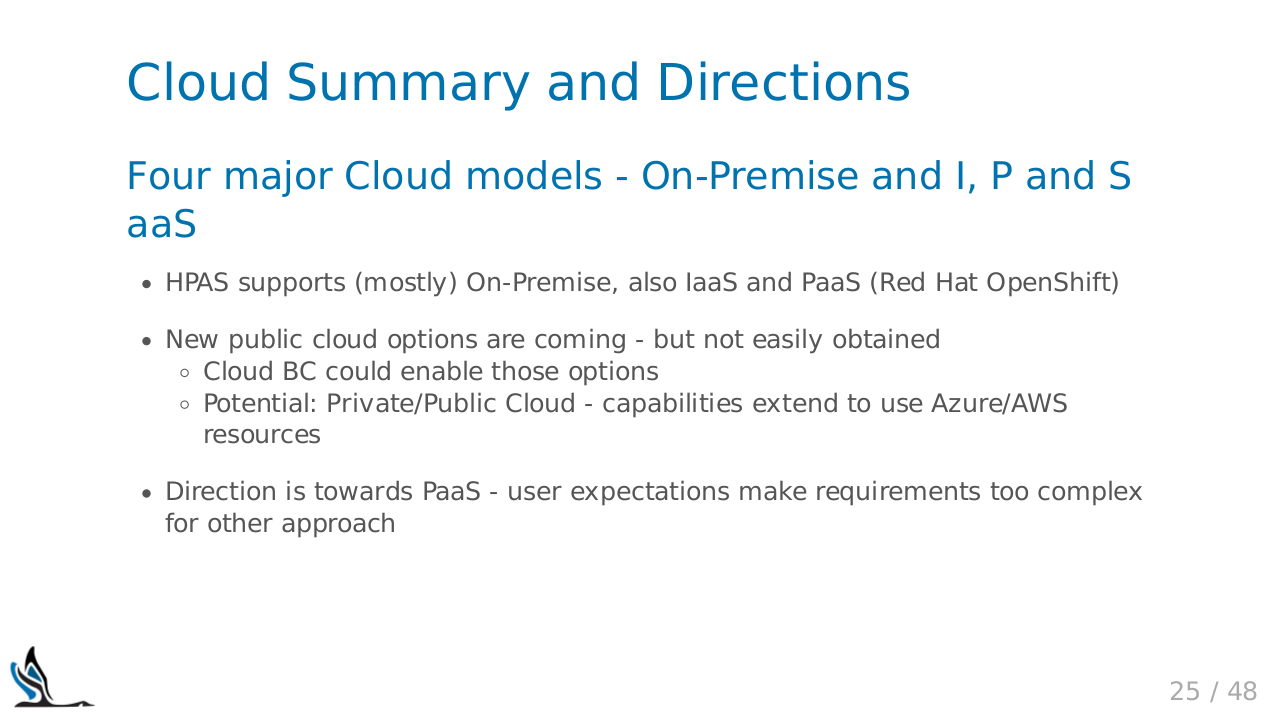 Cloud Summary and Directions
Four major Cloud models - On-Premise and I, P and S
aaS
• HPAS supports (mostly) On-Premise, also IaaS and PaaS (Red Hat OpenShift)
• New public cloud options are coming - but not easily obtained
◦ Cloud BC could enable those options
◦ Potential: Private/Public Cloud - capabilities extend to use Azure/AWS
resources
• Direction is towards PaaS - user expectations make requirements too complex
for other approach
25 / 48